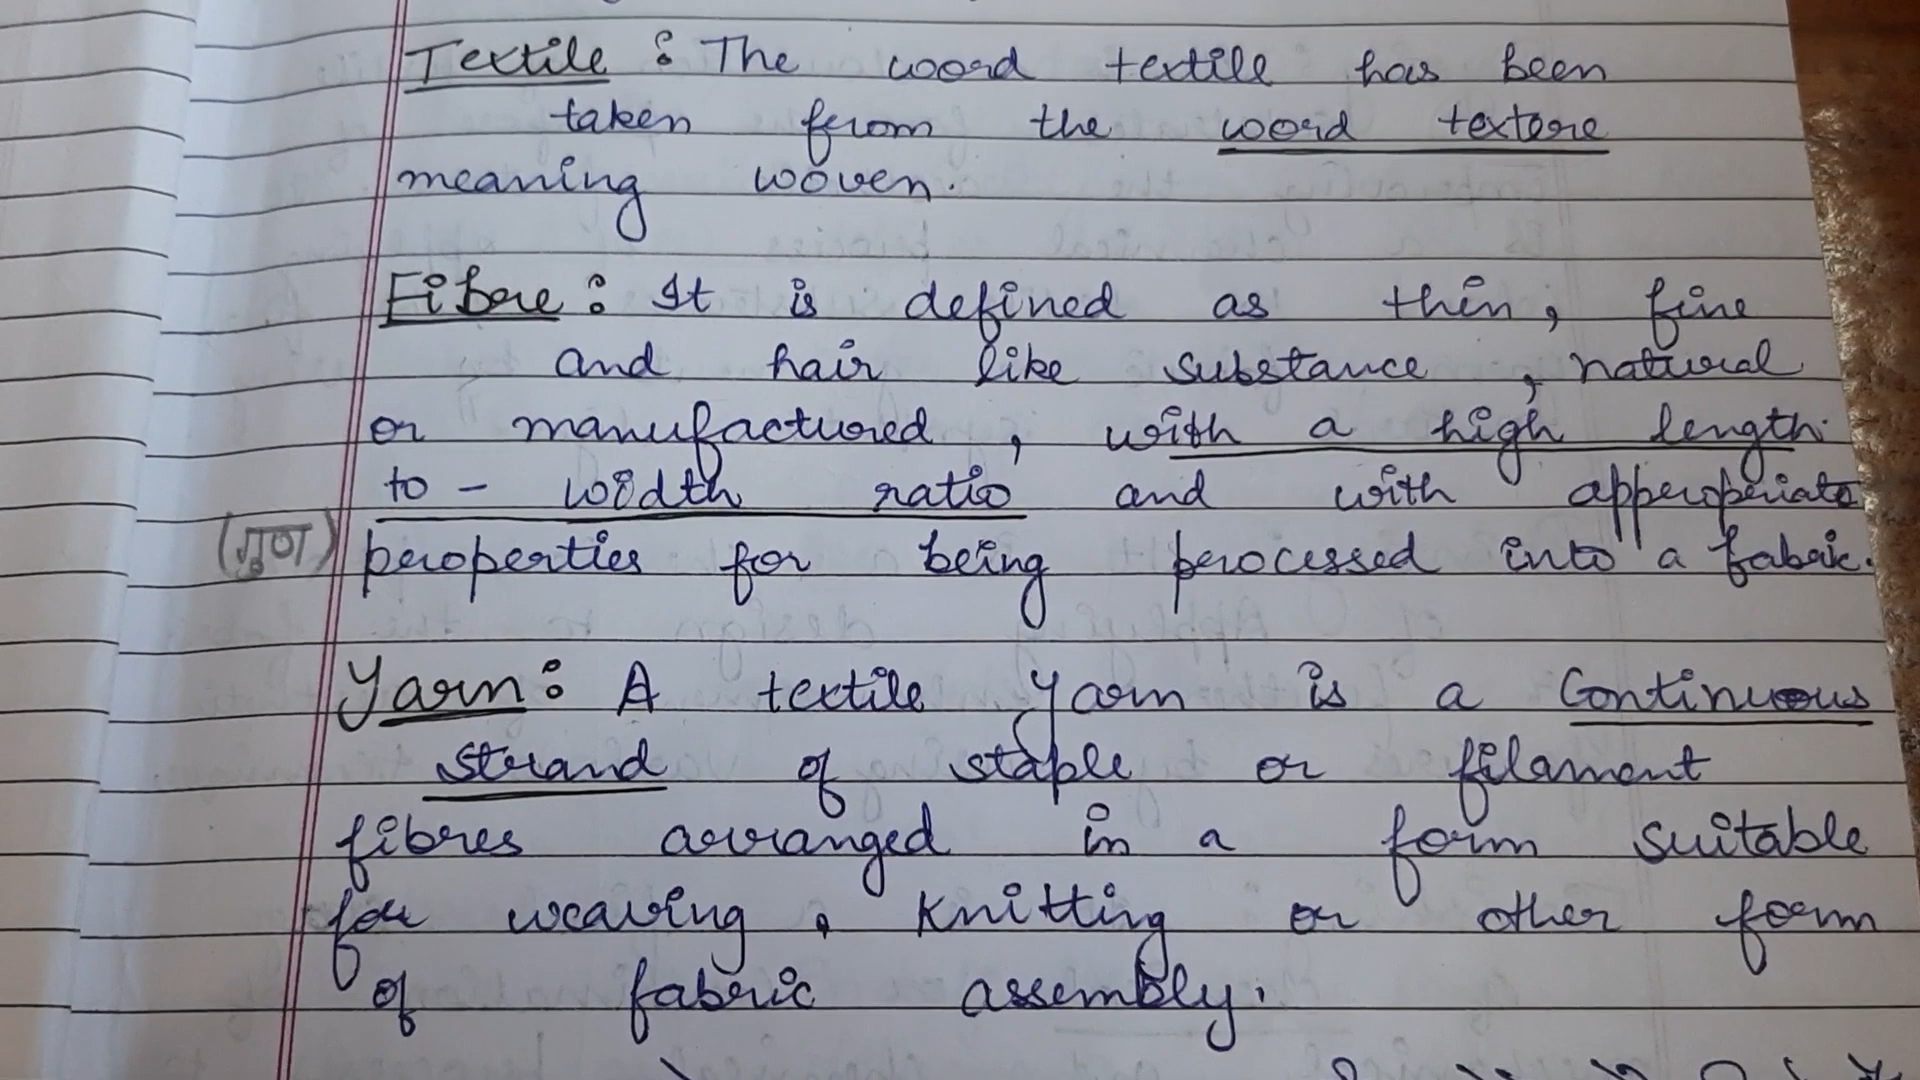 Textile : The word textile has been
taken from the word textere
meaning woven.
Fibre : It is defined as thin, fine
and hair like substance, natural
or manufactured, with a high length
to - width ratio and with appropriate
(गुण) properties for being processed into a fabric.
Yarn : A textile yarn is a Continuous
strand of staple or filament
fibres arranged in a form suitable
for weaving, Knitting or other form
of fabric assembly.